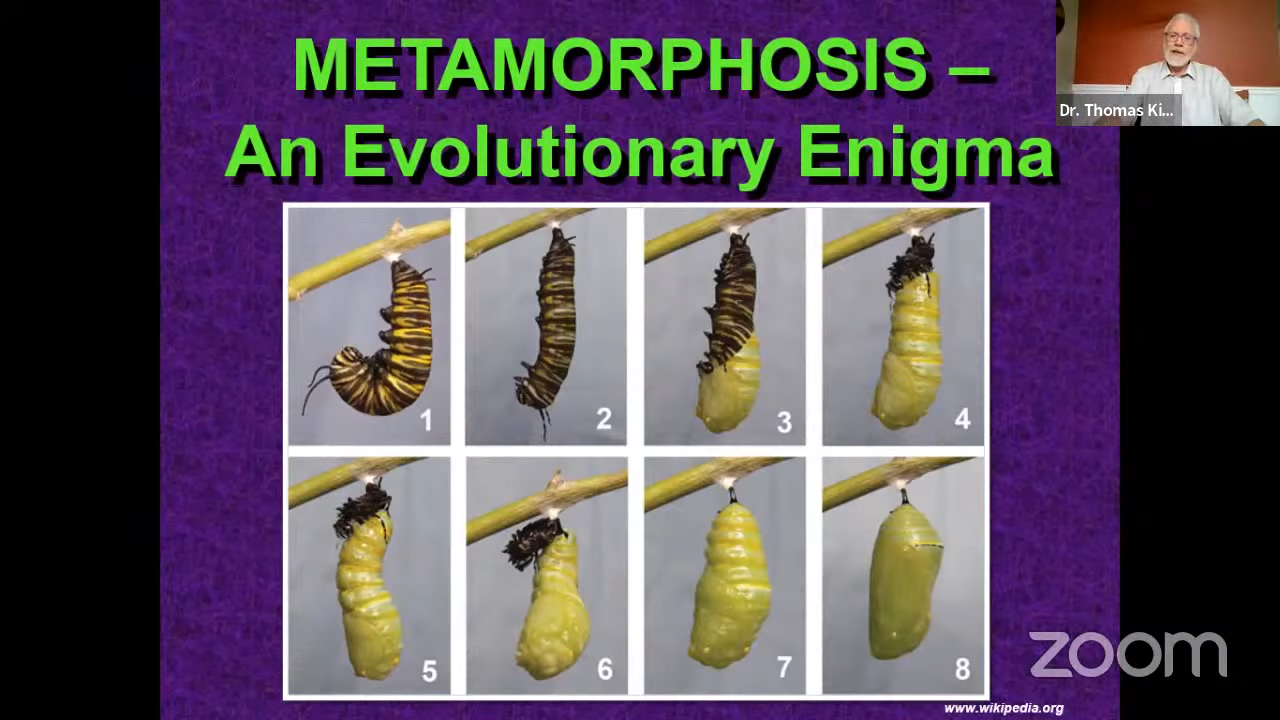 METAMORPHOSIS –
An Evolutionary Enigma
Dr. Thomas Ki...
1
2
3
4
5
6
7
8
zoom
www.wikipedia.org